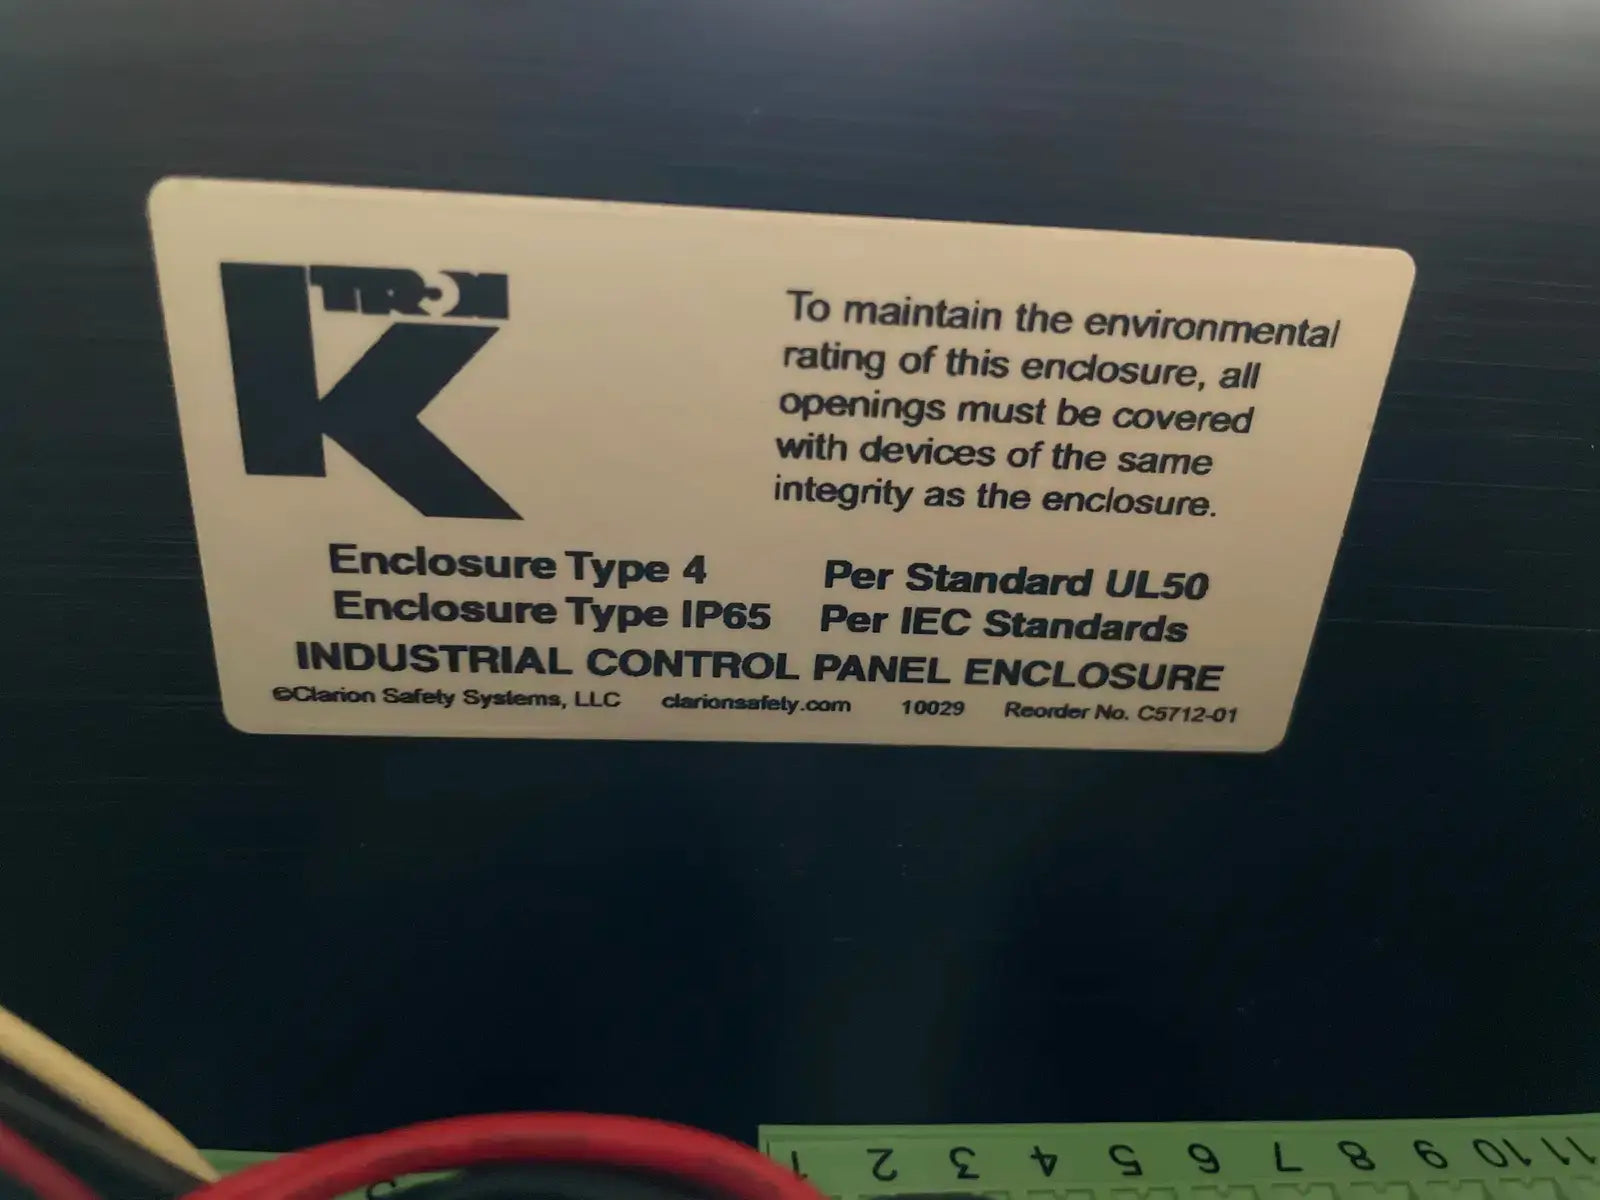 K-TRON
To maintain the environmental
rating of this enclosure, all
openings must be covered
with devices of the same
integrity as the enclosure.
Enclosure Type 4 Per Standard UL50
Enclosure Type IP65 Per IEC Standards
INDUSTRIAL CONTROL PANEL ENCLOSURE
©Clarion Safety Systems, LLC clarionsafety.com 10029 Reorder No. C5712-01
1 2 3 4 5 6 7 8 9 10 11